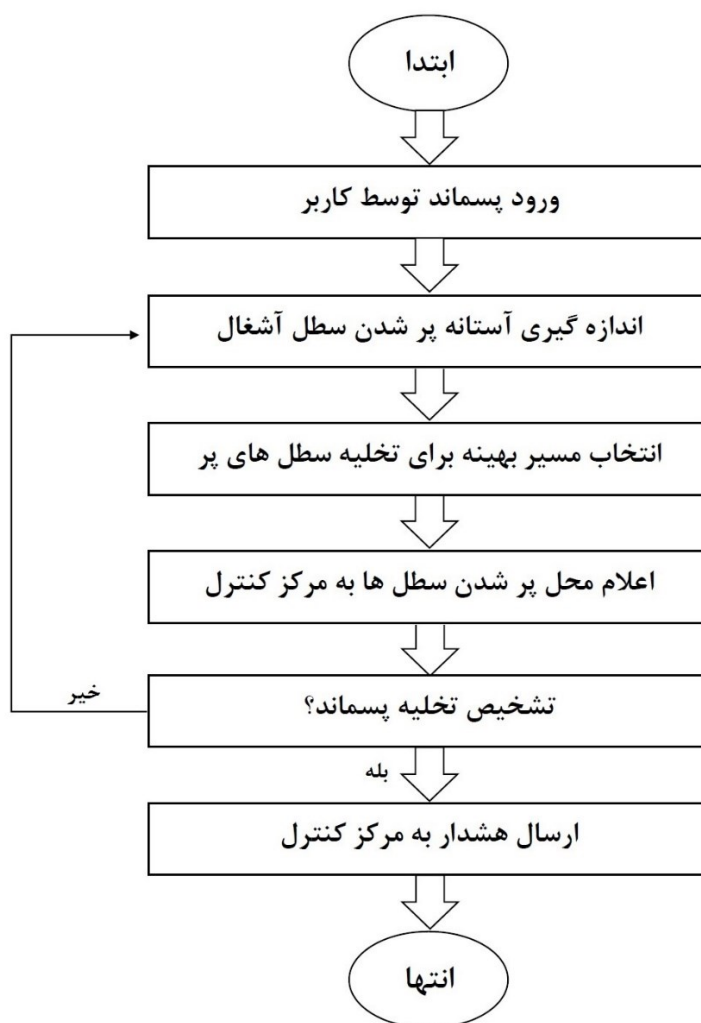 ابتدا
ورود پسماند توسط کاربر
اندازه گیری آستانه پر شدن سطل آشغال
انتخاب مسیر بهینه برای تخلیه سطل های پر
اعلام محل پر شدن سطل ها به مرکز کنترل
تشخیص تخلیه پسماند؟
خیر
بله
ارسال هشدار به مرکز کنترل
انتها